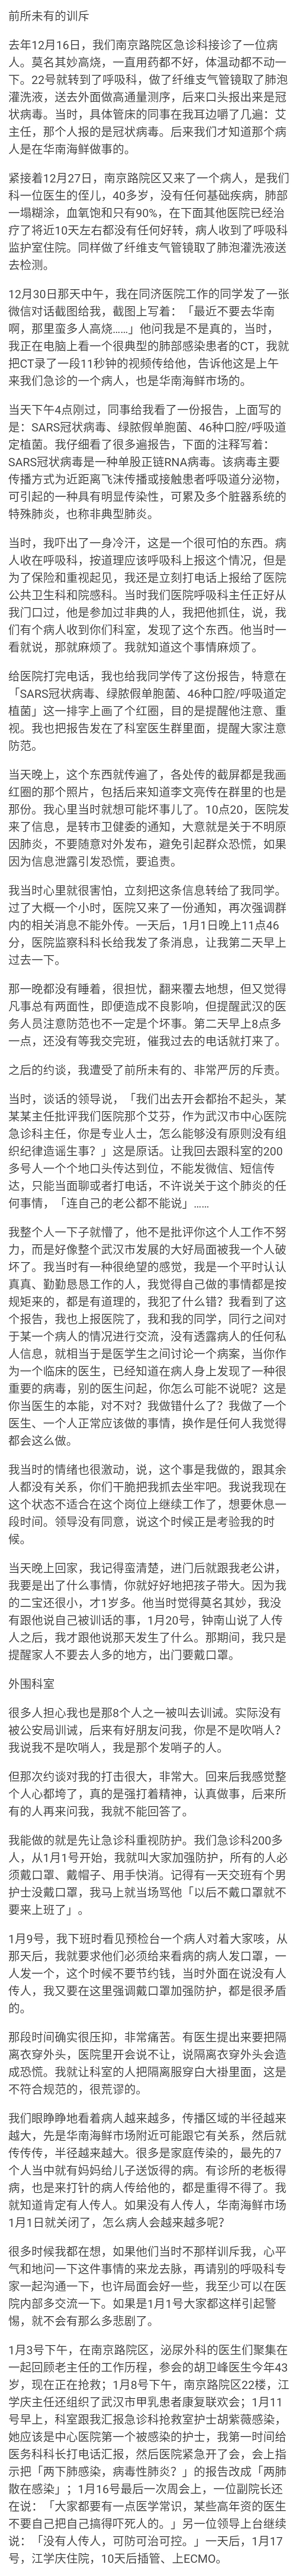 前所未有的训斥
去年12月16日，我们南京路院区急诊科接诊了一位病
人。莫名其妙高烧，一直用药都不好，体温动都不动一
下。22号就转到了呼吸科，做了纤维支气管镜取了肺泡
灌洗液，送去外面做高通量测序，后来口头报出来是冠
状病毒。当时，具体管床的同事在我耳边嚼了几遍：艾
主任，那个人报的是冠状病毒。后来我们才知道那个病
人是在华南海鲜做事的。
紧接着12月27日，南京路院区又来了一个病人，是我们
科一位医生的侄儿，40多岁，没有任何基础疾病，肺部
一塌糊涂，血氧饱和只有90%，在下面其他医院已经治
疗了将近10天左右都没有任何好转，病人收到了呼吸科
监护室住院。同样做了纤维支气管镜取了肺泡灌洗液送
去检测。
12月30日那天中午，我在同济医院工作的同学发了一张
微信对话截图给我，截图上写着：「最近不要去华南
啊，那里蛮多人高烧……」他问我是不是真的，当时，
我正在电脑上看一个很典型的肺部感染患者的CT，我就
把CT录了一段11秒钟的视频传给他，告诉他这是上午
来我们急诊的一个病人，也是华南海鲜市场的。
当天下午4点刚过，同事给我看了一份报告，上面写的
是：SARS冠状病毒、绿脓假单胞菌、46种口腔/呼吸道
定植菌。我仔细看了很多遍报告，下面的注释写着：
SARS冠状病毒是一种单股正链RNA病毒。该病毒主要
传播方式为近距离飞沫传播或接触患者呼吸道分泌物，
可引起的一种具有明显传染性，可累及多个脏器系统的
特殊肺炎，也称非典型肺炎。
当时，我吓出了一身冷汗，这是一个很可怕的东西。病
人收在呼吸科，按道理应该呼吸科上报这个情况，但是
为了保险和重视起见，我还是立刻打电话上报给了医院
公共卫生科和院感科。当时我们医院呼吸科主任正好从
我门口过，他是参加过非典的人，我把他抓住，说，我
们有个病人收到你们科室，发现了这个东西。他当时一
看就说，那就麻烦了。我就知道这个事情麻烦了。
给医院打完电话，我也给我同学传了这份报告，特意在
「SARS冠状病毒、绿脓假单胞菌、46种口腔/呼吸道定
植菌」这一排字上画了个红圈，目的是提醒他注意、重
视。我也把报告发在了科室医生群里面，提醒大家注意
防范。
当天晚上，这个东西就传遍了，各处传的截屏都是我画
红圈的那个照片，包括后来知道李文亮传在群里的也是
那份。我心里当时就想可能坏事儿了。10点20，医院发
来了信息，是转市卫健委的通知，大意就是关于不明原
因肺炎，不要随意对外发布，避免引起群众恐慌，如果
因为信息泄露引发恐慌，要追责。
我当时心里就很害怕，立刻把这条信息转给了我同学。
过了大概一个小时，医院又来了一份通知，再次强调群
内的相关消息不能外传。一天后，1月1日晚上11点46
分，医院监察科科长给我发了条消息，让我第二天早上
过去一下。
那一晚都没有睡着，很担忧，翻来覆去地想，但又觉得
凡事总有两面性，即便造成不良影响，但提醒武汉的医
务人员注意防范也不一定是个坏事。第二天早上8点多
一点，还没有等我交完班，催我过去的电话就打来了。
之后的约谈，我遭受了前所未有的、非常严厉的斥责。
当时，谈话的领导说，「我们出去开会都抬不起头，某
某某主任批评我们医院那个艾芬，作为武汉市中心医院
急诊科主任，你是专业人士，怎么能够没有原则没有组
织纪律造谣生事？」这是原话。让我回去跟科室的200
多号人一个个地口头传达到位，不能发微信、短信传
达，只能当面聊或者打电话，不许说关于这个肺炎的任
何事情，「连自己的老公都不能说」……
我整个人一下子就懵了，他不是批评你这个人工作不努
力，而是好像整个武汉市发展的大好局面被我一个人破
坏了。我当时有一种很绝望的感觉，我是一个平时认认
真真、勤勤恳恳工作的人，我觉得自己做的事情都是按
规矩来的，都是有道理的，我犯了什么错？我看到了这
个报告，我也上报医院了，我和我的同学，同行之间对
于某一个病人的情况进行交流，没有透露病人的任何私
人信息，就相当于是医学生之间讨论一个病案，当你作
为一个临床的医生，已经知道在病人身上发现了一种很
重要的病毒，别的医生问起，你怎么可能不说呢？这是
你当医生的本能，对不对？我做错什么了？我做了一个
医生、一个人正常应该做的事情，换作是任何人我觉得
都会这么做。
我当时的情绪也很激动，说，这个事是我做的，跟其余
人都没有关系，你们干脆把我抓去坐牢吧。我说我现在
这个状态不适合在这个岗位上继续工作了，想要休息一
段时间。领导没有同意，说这个时候正是考验我的时
候。
当天晚上回家，我记得蛮清楚，进门后就跟我老公讲，
我要是出了什么事情，你就好好地把孩子带大。因为我
的二宝还很小，才1岁多。他当时觉得莫名其妙，我没
有跟他说自己被训话的事，1月20号，钟南山说了人传
人之后，我才跟他说那天发生了什么。那期间，我只是
提醒家人不要去人多的地方，出门要戴口罩。
外围科室
很多人担心我也是那8个人之一被叫去训诫。实际没有
被公安局训诫，后来有好朋友问我，你是不是吹哨人？
我说我不是吹哨人，我是那个发哨子的人。
但那次约谈对我的打击很大，非常大。回来后我感觉整
个人心都垮了，真的是强打着精神，认真做事，后来所
有的人再来问我，我就不能回答了。
我能做的就是先让急诊科重视防护。我们急诊科200多
人，从1月1号开始，我就叫大家加强防护，所有的人必
须戴口罩、戴帽子、用手快消。记得有一天交班有个男
护士没戴口罩，我马上就当场骂他「以后不戴口罩就不
要来上班了」。
1月9号，我下班时看见预检台一个病人对着大家咳，从
那天后，我就要求他们必须给来看病的病人发口罩，一
人发一个，这个时候不要节约钱，当时外面在说没有人
传人，我又要在这里强调戴口罩加强防护，都是很矛盾
的。
那段时间确实很压抑，非常痛苦。有医生提出来要把隔
离衣穿外头，医院里开会说不让，说隔离衣穿外头会造
成恐慌。我就让科室的人把隔离服穿白大褂里面，这是
不符合规范的，很荒谬的。
我们眼睁睁地看着病人越来越多，传播区域的半径越来
越大，先是华南海鲜市场附近可能跟它有关系，然后就
传传传，半径越来越大。很多是家庭传染的，最先的7
个人当中就有妈妈给儿子送饭得的病。有诊所的老板得
病，也是来打针的病人传给他的，都是重得不得了。我
就知道肯定有人传人。如果没有人传人，华南海鲜市场
1月1日就关闭了，怎么病人会越来越多呢？
很多时候我都在想，如果他们当时不那样训斥我，心平
气和地问一下这件事情的来龙去脉，再请别的呼吸科专
家一起沟通一下，也许局面会好一些，我至少可以在医
院内部多交流一下。如果是1月1号大家都这样引起警
惕，就不会有那么多悲剧了。
1月3号下午，在南京路院区，泌尿外科的医生们聚集在
一起回顾老主任的工作历程，参会的胡卫峰医生今年43
岁，现在正在抢救；1月8号下午，南京路院区22楼，江
学庆主任还组织了武汉市甲乳患者康复联欢会；1月11
号早上，科室跟我汇报急诊科抢救室护士胡紫薇感染，
她应该是中心医院第一个被感染的护士，我第一时间给
医务科科长打电话汇报，然后医院紧急开了会，会上指
示把「两下肺感染，病毒性肺炎？」的报告改成「两肺
散在感染」；1月16号最后一次周会上，一位副院长还
在说：「大家都要有一点医学常识，某些高年资的医生
不要自己把自己搞得吓死人的。」另一位领导上台继续
说：「没有人传人，可防可治可控。」一天后，1月17
号，江学庆住院，10天后插管、上ECMO。